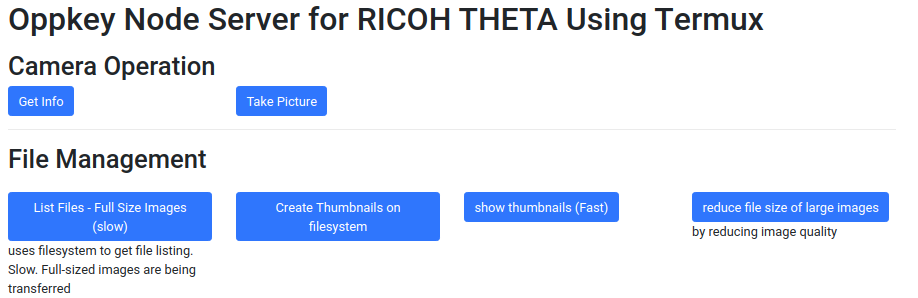 Oppkey Node Server for RICOH THETA Using Termux
Camera Operation
Get Info
Take Picture
File Management
List Files - Full Size Images
(slow)
uses filesystem to get file listing.
Slow. Full-sized images are being
transferred
Create Thumbnails on
filesystem
show thumbnails (Fast)
reduce file size of large images
by reducing image quality